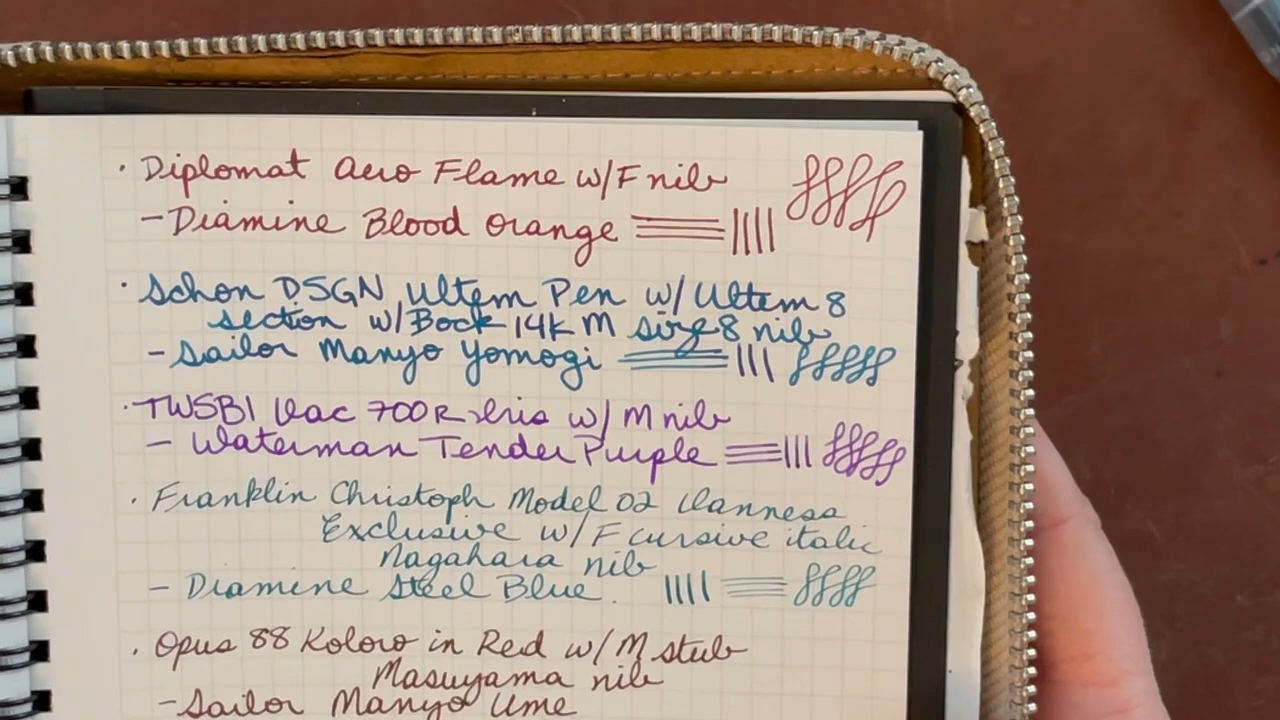 · Diplomat Aero Flame w/ F nib
- Diamine Blood Orange
· Schon DSGN Ultem Pen w/ Ultem 8
section w/ Bock 14k M size 8 nib
- Sailor Manyo Yomogi
· TWSBI Vac 700R Iris w/ M nib
- Waterman Tender Purple
· Franklin Christoph Model 02 Vanness
Exclusive w/ F cursive italic
Nagahara nib
- Diamine Steel Blue.
· Opus 88 Koloro in Red w/ M stub
Masuyama nib
- Sailor Manyo Ume